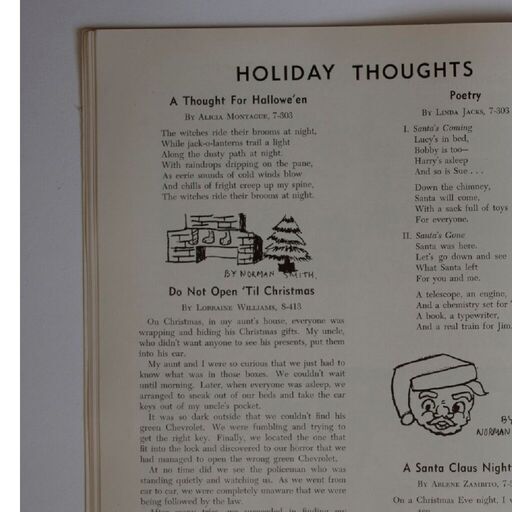 HOLIDAY THOUGHTS
A Thought For Hallowe'en
BY ALICIA MONTAGUE, 7-303
The witches ride their brooms at night,
While jack-o-lanterns trail a light
Along the dusty path at night.
With raindrops dripping on the pane,
As eerie sounds of cold winds blow
And chills of fright creep up my spine,
The witches ride their brooms at night.
BY NORMAN SMITH.
Do Not Open 'Til Christmas
BY LORRAINE WILLIAMS, 8-413
On Christmas, in my aunt's house, everyone was
wrapping and hiding his Christmas gifts. My uncle,
who didn't want anyone to see his presents, put them
into his car.
My aunt and I were so curious that we just had to
know what was in those boxes. We couldn't wait
until morning. Later, when everyone was asleep, we
arranged to sneak out of our beds and take the car
keys out of my uncle's pocket.
It was so dark outside that we couldn't find his
green Chevrolet. We were fumbling and trying to
get the right key. Finally, we located the one that
fit into the lock and discovered to our horror that we
had managed to open the wrong green Chevrolet.
At no time did we see the policeman who was
standing quietly and watching us. As we went from
car to car, we were completely unaware that we were
being followed by the law.
After many tries, we succeeded in finding my
Poetry
BY LINDA JACKS, 7-303
I. Santa's Coming
Lucy's in bed,
Bobby is too—
Harry's asleep
And so is Sue . . .
Down the chimney,
Santa will come,
With a sack full of toys
For everyone.
II. Santa's Gone
Santa was here.
Let's go down and see
What Santa left
For you and me.
A telescope, an engine,
And a chemistry set for
A book, a typewriter,
And a real train for Jim.
BY
NORMAN
A Santa Claus Night
BY ARLENE ZAMBITO, 7-
On a Christmas Eve night, I w